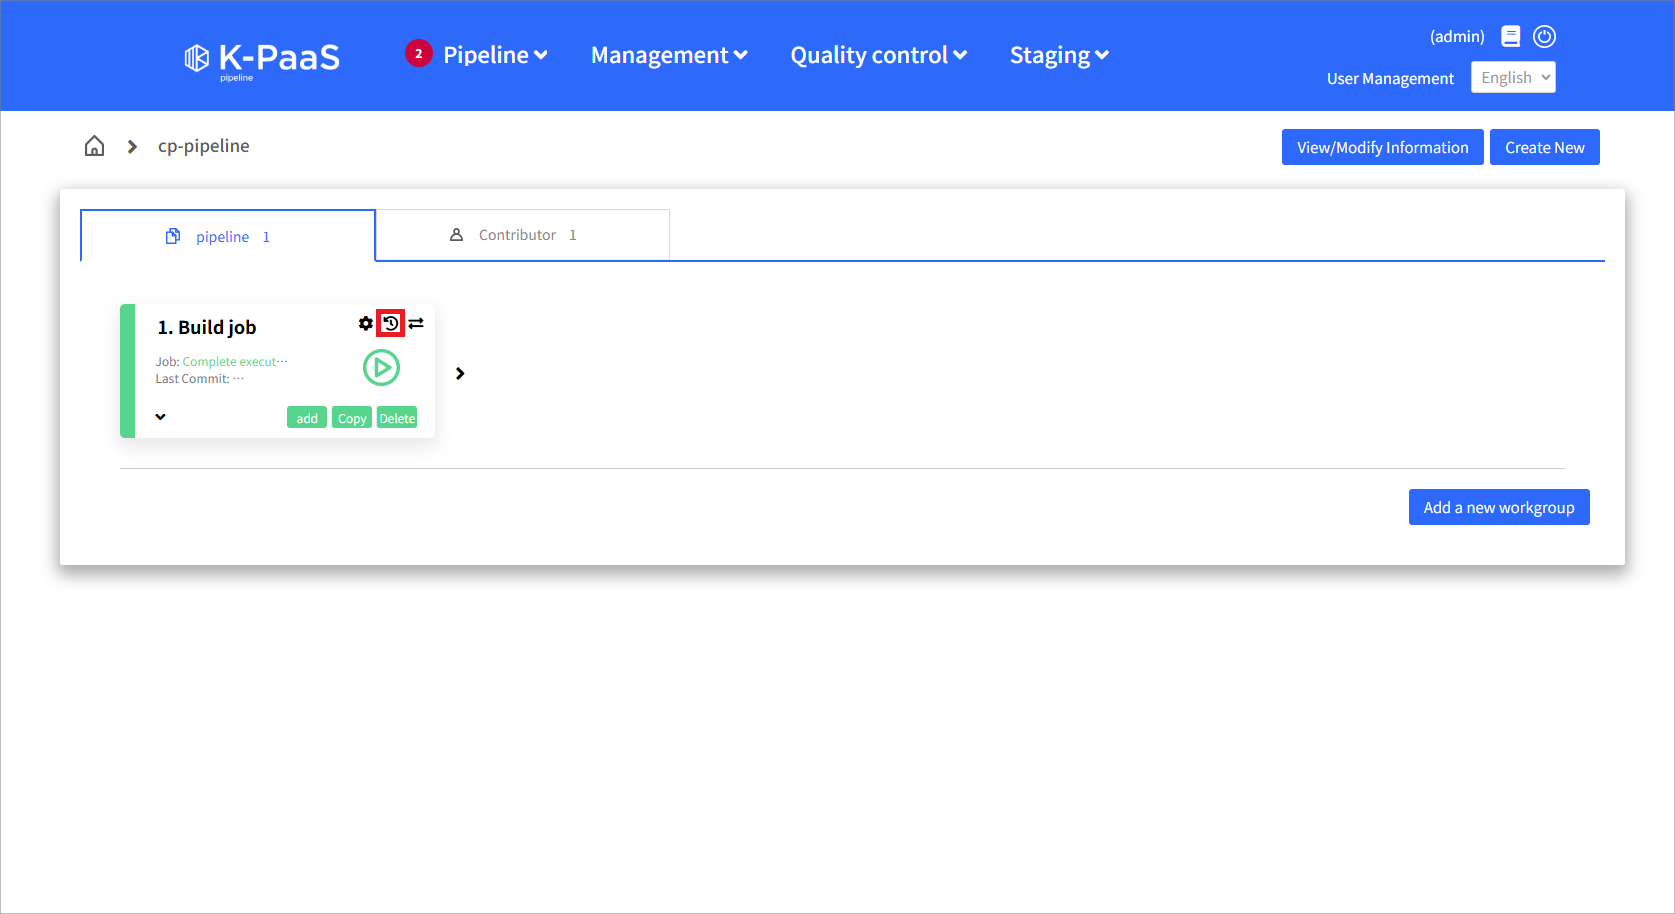 K-PaaS
pipeline
2 Pipeline
Management
Quality control
Staging
(admin)
User Management
English
cp-pipeline
View/Modify Information
Create New
pipeline 1
Contributor 1
1. Build job
Job: Complete execut···
Last Commit: ···
add
Copy
Delete
Add a new workgroup